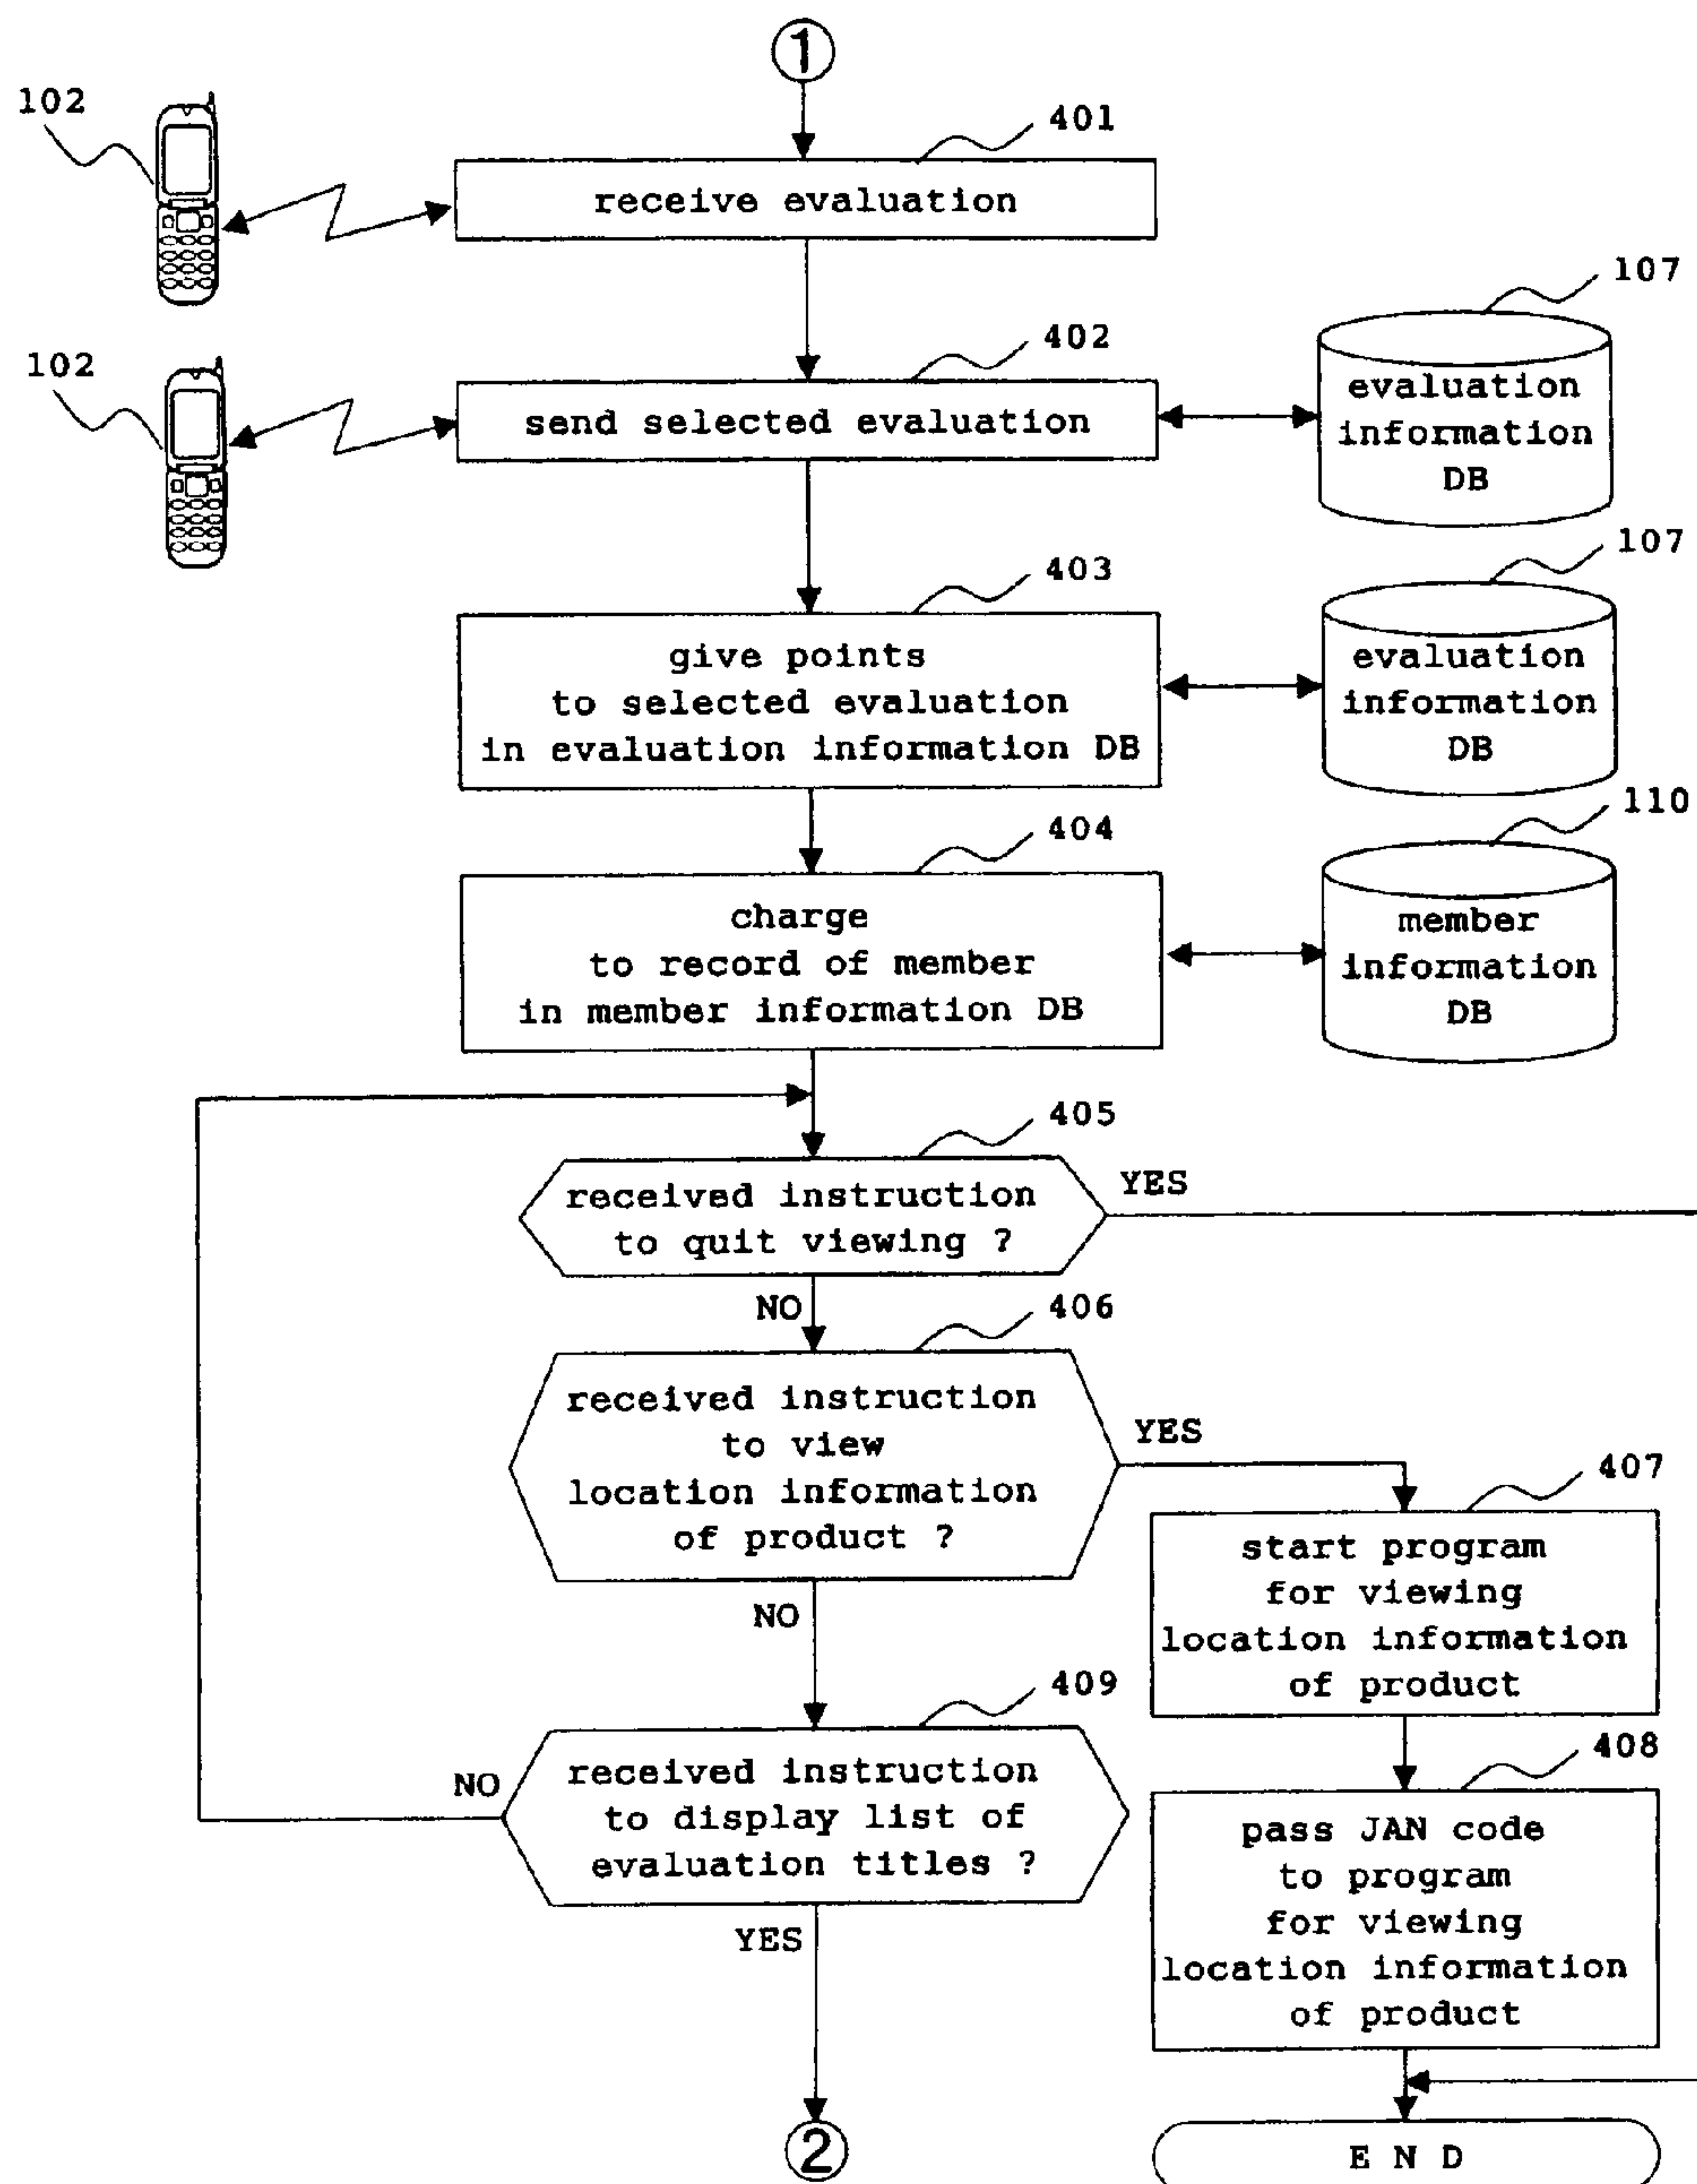 1
102
401
receive evaluation
107
102
402
send selected evaluation
evaluation
information
DB
107
403
give points
to selected evaluation
in evaluation information DB
evaluation
information
DB
110
404
charge
to record of member
in member information DB
member
information
DB
405
received instruction
to quit viewing ?
YES
NO
406
received instruction
to view
location information
of product ?
YES
407
start program
for viewing
location information
of product
NO
409
received instruction
to display list of
evaluation titles ?
NO
408
pass JAN code
to program
for viewing
location information
of product
YES
2
E N D